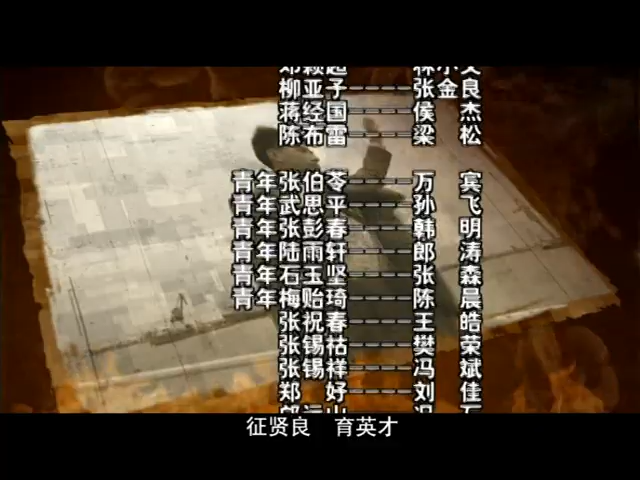 柳亚子----张金良
蒋经国----侯 杰
陈布雷----梁 松
青年张伯苓----万 宾
青年武思平----孙 飞
青年张彭春----韩 明
青年陆雨轩----郎 涛
青年石玉坚----张 森
青年梅贻琦----陈 晨
张祝春----王 皓
张锡祜----樊 荣
张锡祥----冯 斌
郑 好----刘 佳
征贤良 育英才